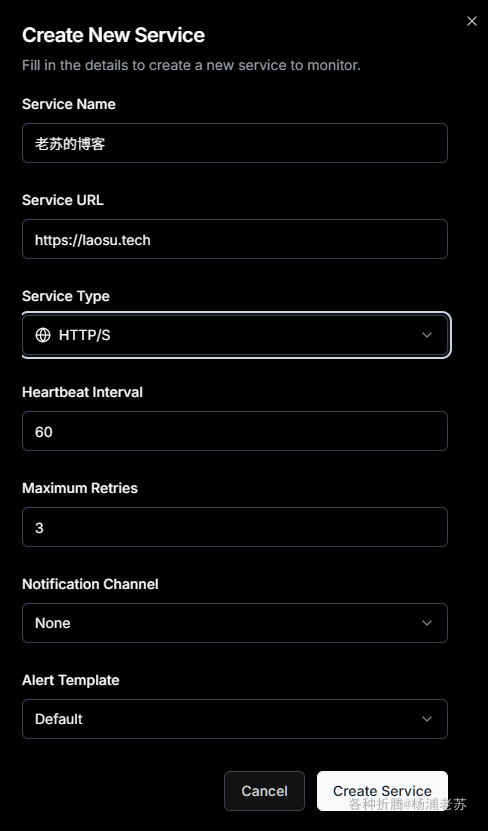 Create New Service
Fill in the details to create a new service to monitor.
Service Name
老苏的博客
Service URL
https://laosu.tech
Service Type
HTTP/S
Heartbeat Interval
60
Maximum Retries
3
Notification Channel
None
Alert Template
Default
Cancel
Create Service
各种折腾@杨浦老苏